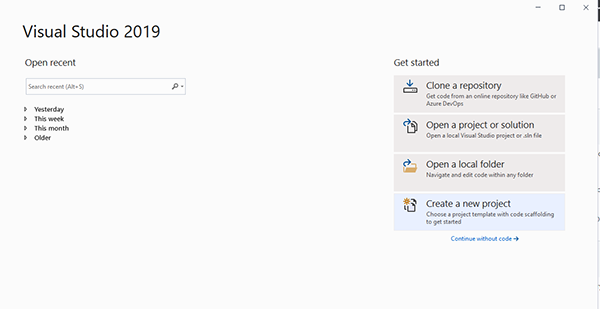 Visual Studio 2019
Open recent
Search recent (Alt+S)
Yesterday
This week
This month
Older
Get started
Clone a repository
Get code from an online repository like GitHub or
Azure DevOps
Open a project or solution
Open a local Visual Studio project or .sln file
Open a local folder
Navigate and edit code within any folder
Create a new project
Choose a project template with code scaffolding
to get started
Continue without code →